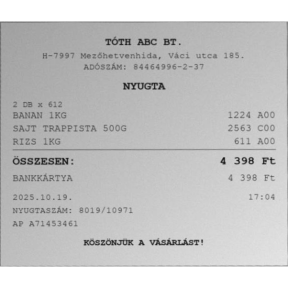 TÓTH ABC BT.
H-7997 Mezőhetvenhida, Váci utca 185.
ADÓSZÁM: 84464996-2-37
NYUGTA
2 DB x 612
BANAN 1KG 1224 A00
SAJT TRAPPISTA 500G 2563 C00
RIZS 1KG 611 A00
ÖSSZESEN: 4 398 Ft
BANKKÁRTYA 4 398 Ft
2025.10.19. 17:04
NYUGTASZÁM: 8019/10971
AP A71453461
KÖSZÖNJÜK A VÁSÁRLÁST!